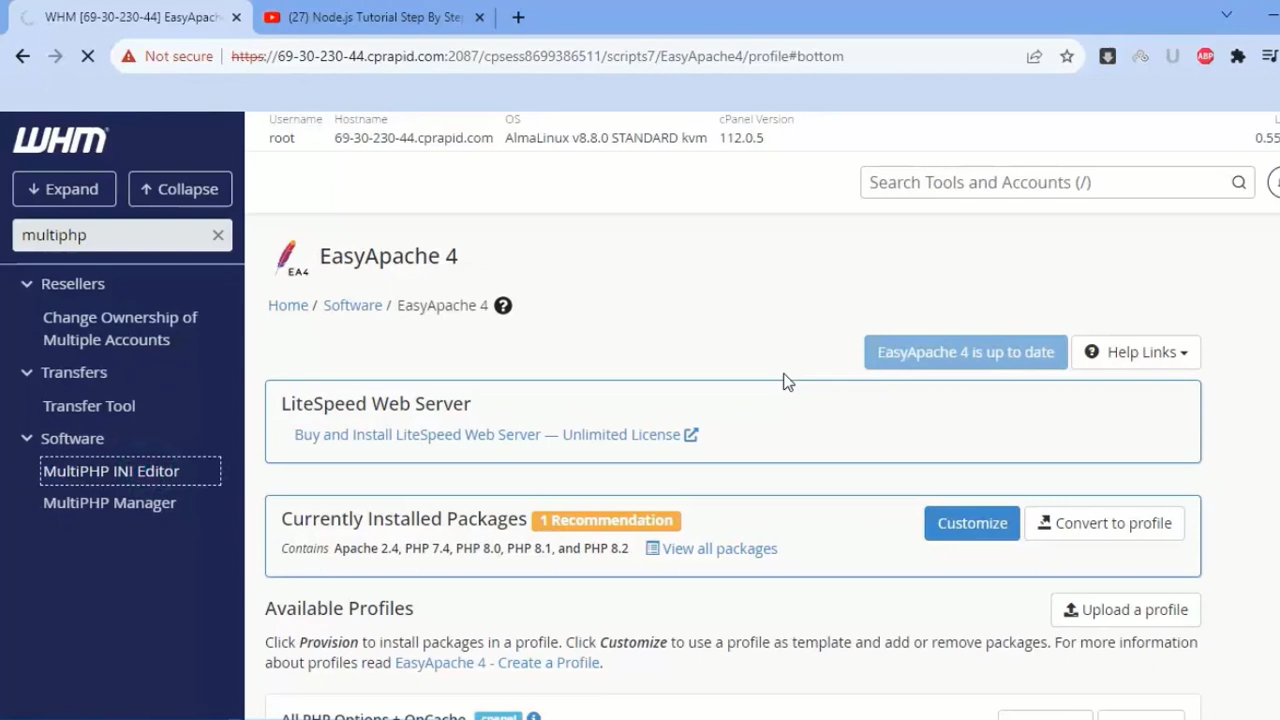 WHM [69-30-230-44] EasyApach
(27) Node.js Tutorial Step By Ste
Not secure
https://69-30-230-44.cprapid.com:2087/cpsess8699386511/scripts7/EasyApache4/profile#bottom
ABP
WHM
Expand
Collapse
multiphp
Resellers
Change Ownership of
Multiple Accounts
Transfers
Transfer Tool
Software
MultiPHP INI Editor
MultiPHP Manager
Username Hostname OS cPanel Version
root 69-30-230-44.cprapid.com AlmaLinux v8.8.0 STANDARD kvm 112.0.5 0.55
Search Tools and Accounts (/)
EA4
EasyApache 4
Home / Software / EasyApache 4
EasyApache 4 is up to date
Help Links
LiteSpeed Web Server
Buy and Install LiteSpeed Web Server — Unlimited License
Currently Installed Packages 1 Recommendation
Customize
Convert to profile
Contains Apache 2.4, PHP 7.4, PHP 8.0, PHP 8.1, and PHP 8.2 View all packages
Available Profiles
Upload a profile
Click Provision to install packages in a profile. Click Customize to use a profile as template and add or remove packages. For more information
about profiles read EasyApache 4 - Create a Profile.
All PHP Options + OpCache cpanel